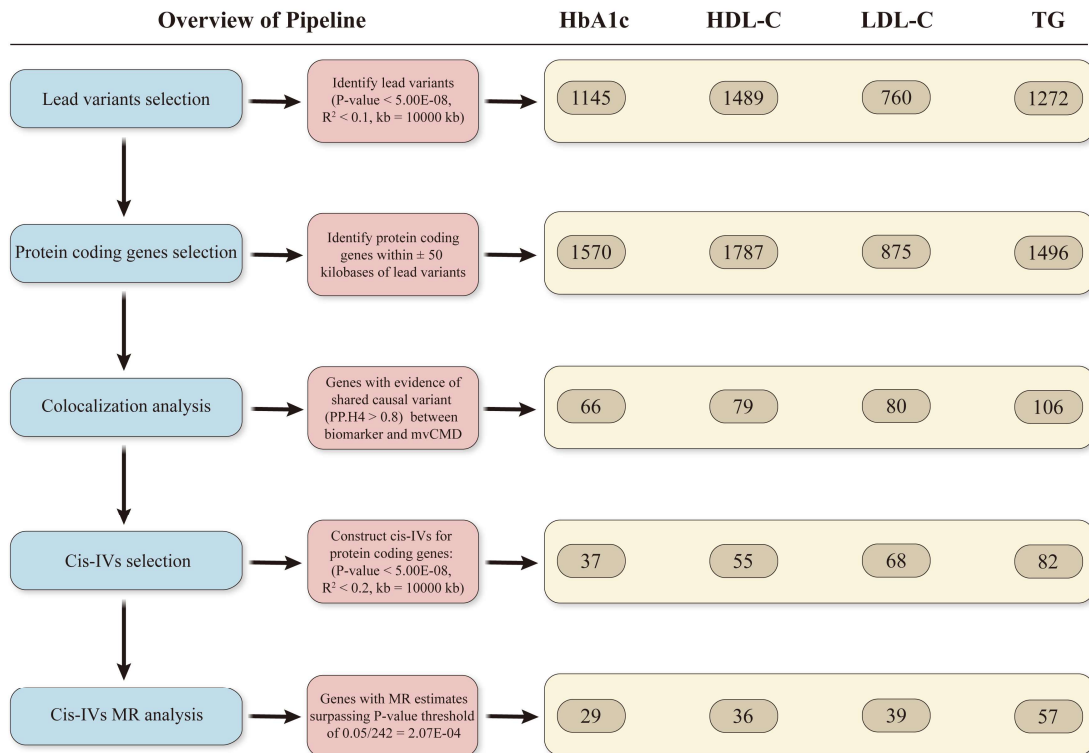 Overview of Pipeline
HbA1c
HDL-C
LDL-C
TG
Lead variants selection
Identify lead variants
(P-value < 5.00E-08,
R² < 0.1, kb = 10000 kb)
1145
1489
760
1272
Protein coding genes selection
Identify protein coding
genes within ± 50
kilobases of lead variants
1570
1787
875
1496
Colocalization analysis
Genes with evidence of
shared causal variant
(PP.H4 > 0.8) between
biomarker and mvCMD
66
79
80
106
Cis-IVs selection
Construct cis-IVs for
protein coding genes:
(P-value < 5.00E-08,
R² < 0.2, kb = 10000 kb)
37
55
68
82
Cis-IVs MR analysis
Genes with MR estimates
surpassing P-value threshold
of 0.05/242 = 2.07E-04
29
36
39
57